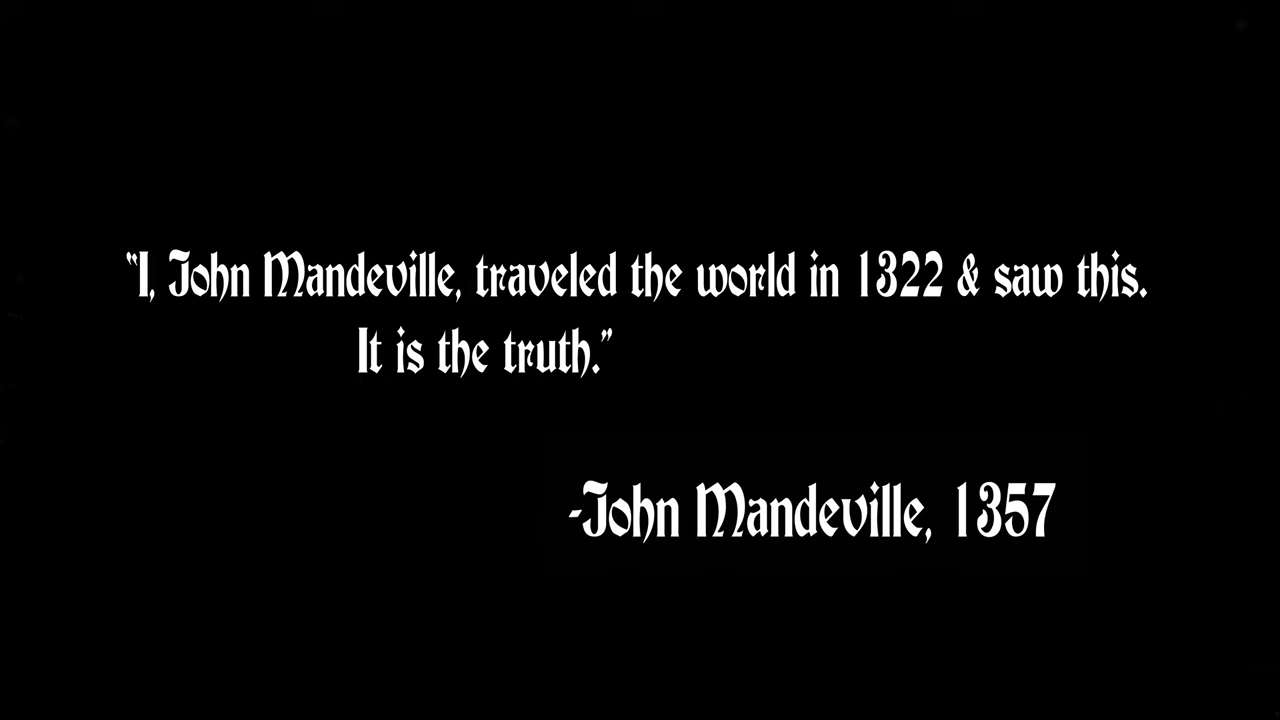 “I, John Mandeville, traveled the world in 1322 & saw this.
It is the truth.”
-John Mandeville, 1357